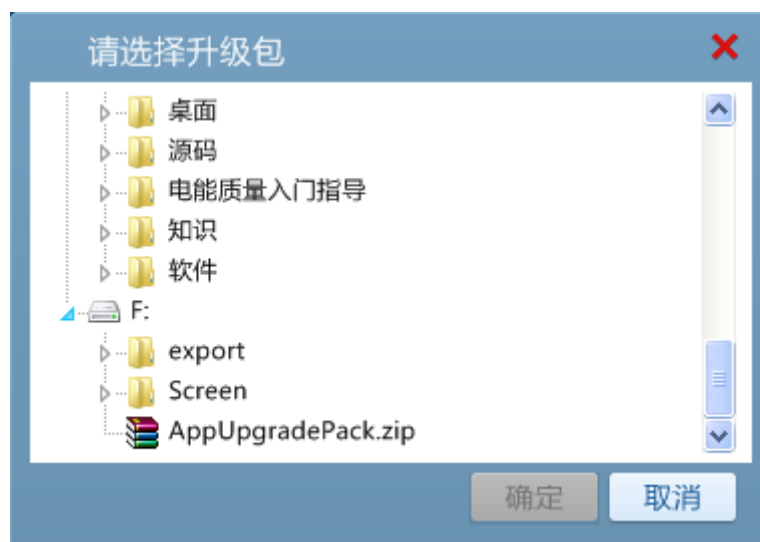 请选择升级包
桌面
源码
电能质量入门指导
知识
软件
F:
export
Screen
AppUpgradePack.zip
确定
取消